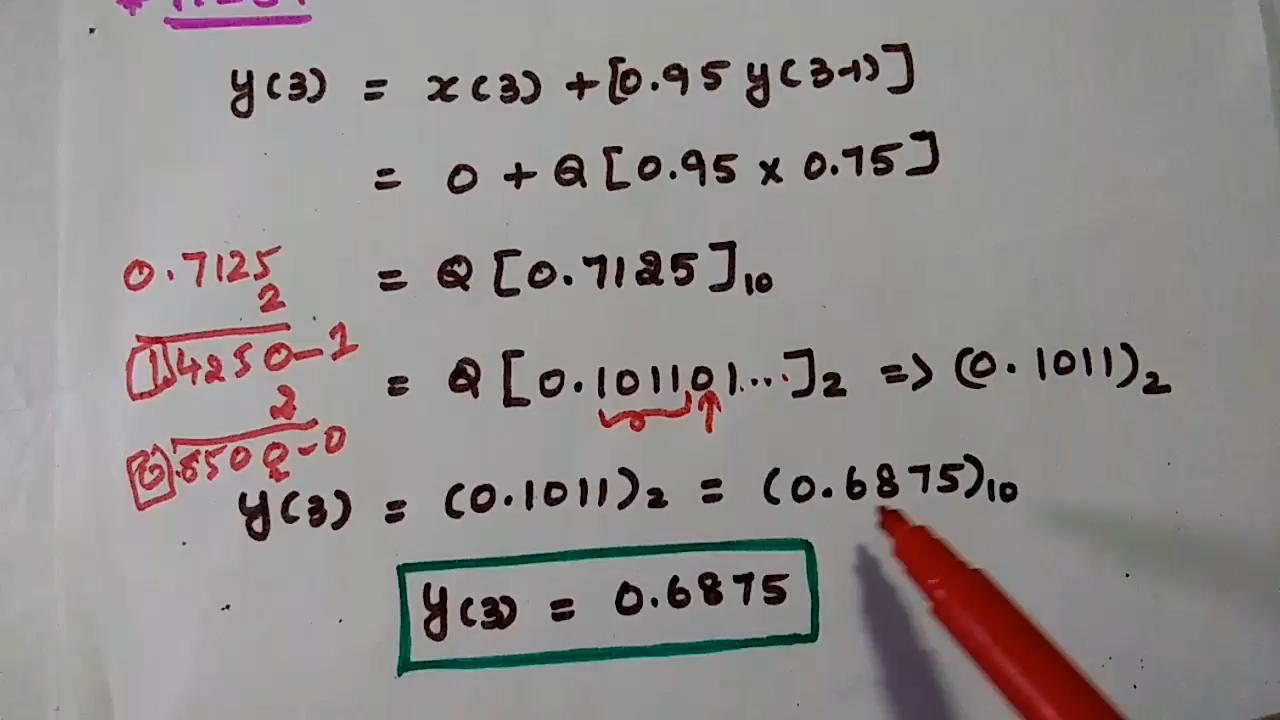 y(3) = x(3) + [0.95 y(3-1)]
= 0 + Q [0.95 x 0.75]
0.7125
= Q [0.7125]10
2
1.4250-1
= Q [0.101101...]2 => (0.1011)2
2
0.8500-0
y(3) = (0.1011)2 = (0.6875)10
y(3) = 0.6875